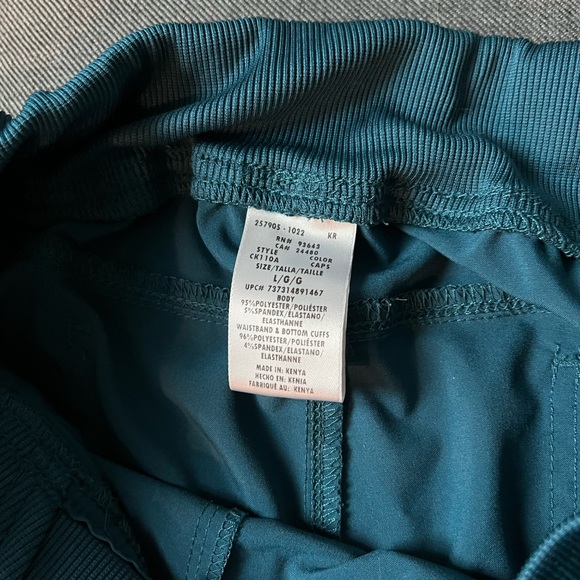 257905 - 1022 KR
RN# 93643
CA# 24480
STYLE COLOR
CK110A CAPS
SIZE/TALLA/TAILLE
L/G/G
UPC# 737314891467
BODY
95%POLYESTER/POLIÉSTER
5%SPANDEX/ELASTANO/
ELASTHANNE
WAISTBAND & BOTTOM CUFFS
96%POLYESTER/POLIÉSTER
4%SPANDEX/ELASTANO/
ELASTHANNE
MADE IN: KENYA
HECHO EN: KENIA
FABRIQUÉ AU: KENYA